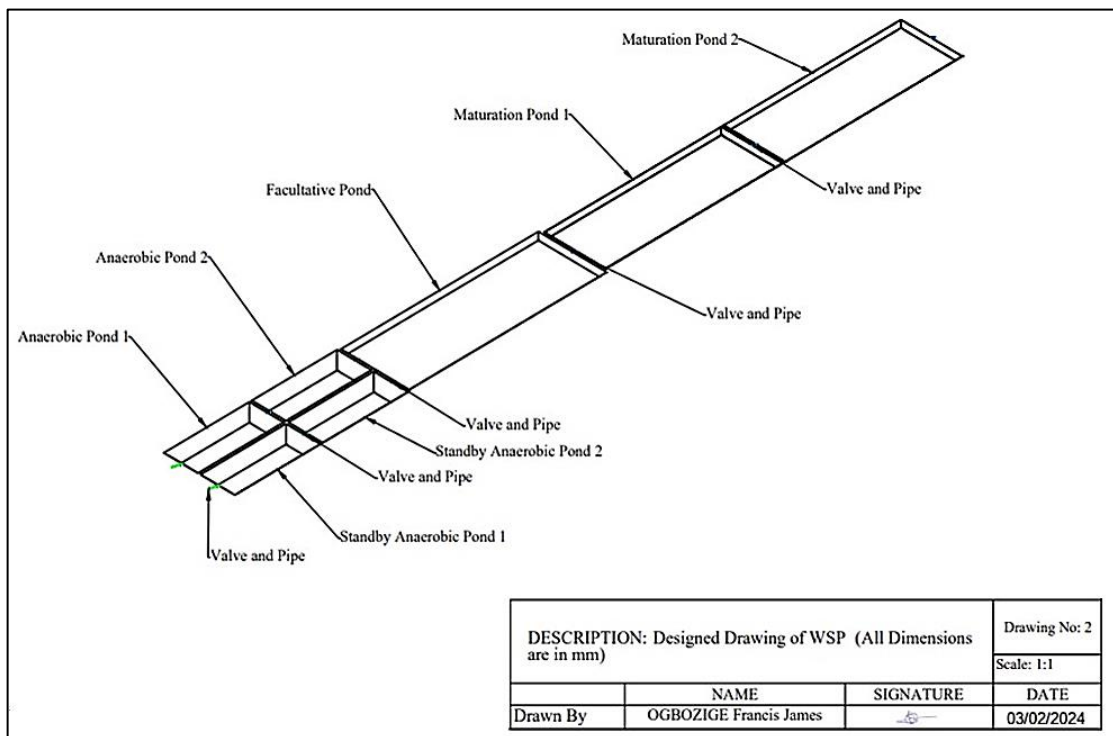 Maturation Pond 2
Maturation Pond 1
Facultative Pond
Valve and Pipe
Anaerobic Pond 2
Valve and Pipe
Anaerobic Pond 1
Valve and Pipe
Standby Anaerobic Pond 2
Valve and Pipe
Standby Anaerobic Pond 1
Valve and Pipe
DESCRIPTION: Designed Drawing of WSP (All Dimensions
are in mm)
Drawing No: 2
Scale: 1:1
NAME SIGNATURE DATE
Drawn By OGBOZIGE Francis James 03/02/2024